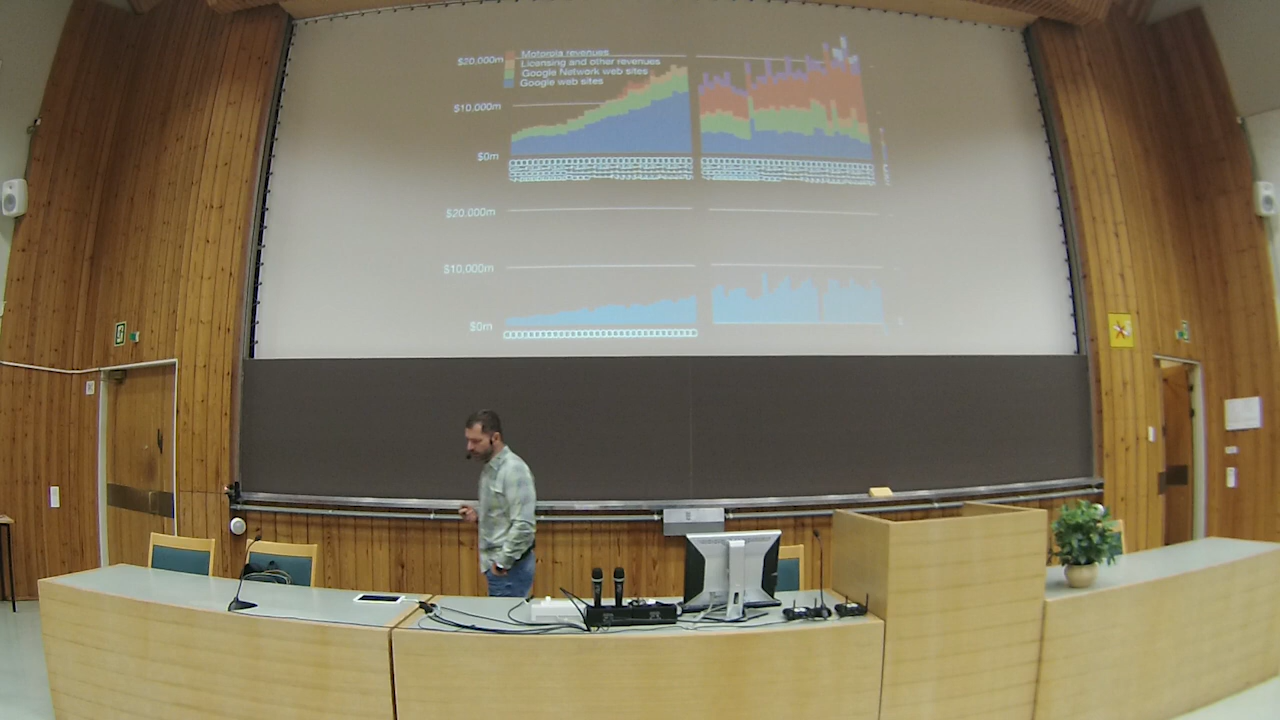 $20,000m
Motorola revenues
Licensing and other revenues
Google Network web sites
Google web sites
$10,000m
$0m
$20,000m
$10,000m
$0m